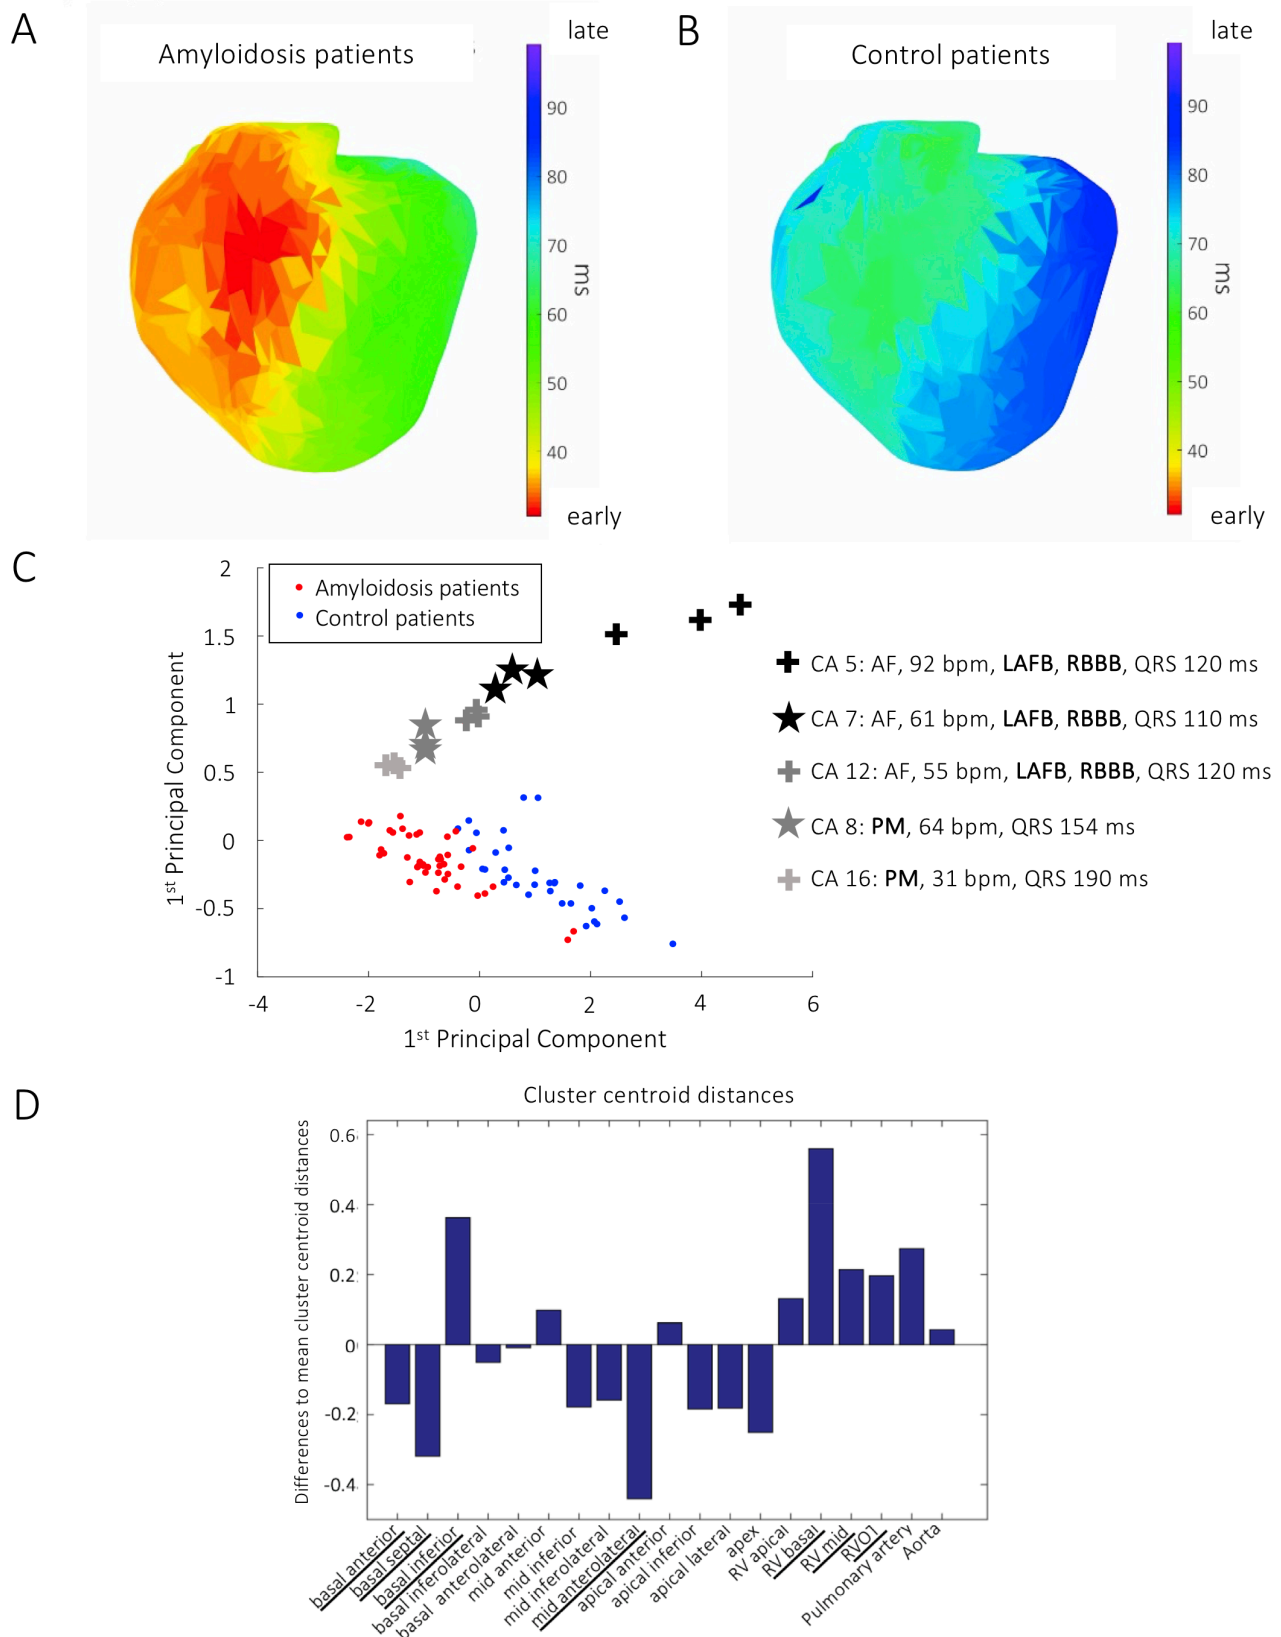 A
Amyloidosis patients
late
90
80
70
60
50
40
ms
early
B
Control patients
late
90
80
70
60
50
40
ms
early
C
2
1.5
1
0.5
0
-0.5
-1
1st Principal Component
Amyloidosis patients
Control patients
-4
-2
0
2
4
6
1st Principal Component
CA 5: AF, 92 bpm, LAFB, RBBB, QRS 120 ms
CA 7: AF, 61 bpm, LAFB, RBBB, QRS 110 ms
CA 12: AF, 55 bpm, LAFB, RBBB, QRS 120 ms
CA 8: PM, 64 bpm, QRS 154 ms
CA 16: PM, 31 bpm, QRS 190 ms
D
Cluster centroid distances
Differences to mean cluster centroid distances
0.6
0.4
0.2
0
-0.2
-0.4
basal anterior
basal septal
basal inferior
basal inferolateral
basal anterolateral
mid anterior
mid inferior
mid inferolateral
mid anterolateral
apical anterior
apical inferior
apical lateral
apex
RV apical
RV basal
RV mid
RVOT
Pulmonary artery
Aorta